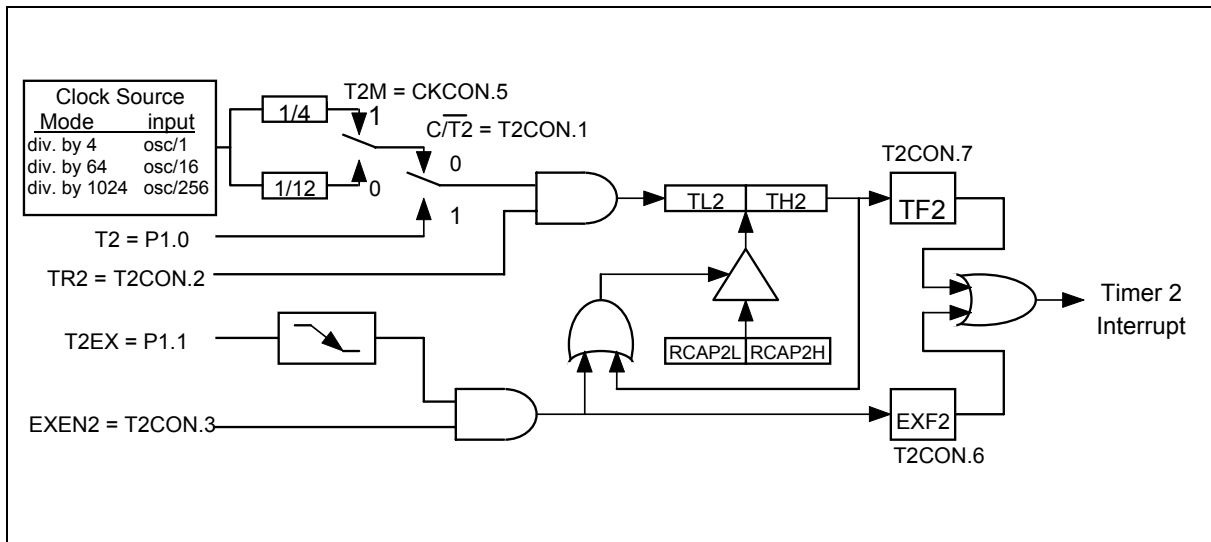 Clock Source
Mode input
div. by 4 osc/1
div. by 64 osc/16
div. by 1024 osc/256
1/4
1/12
T2M = CKCON.5
1
0
C/T2 = T2CON.1
0
1
T2 = P1.0
TR2 = T2CON.2
TL2 TH2
T2CON.7
TF2
RCAP2L RCAP2H
T2EX = P1.1
EXEN2 = T2CON.3
EXF2
T2CON.6
Timer 2
Interrupt